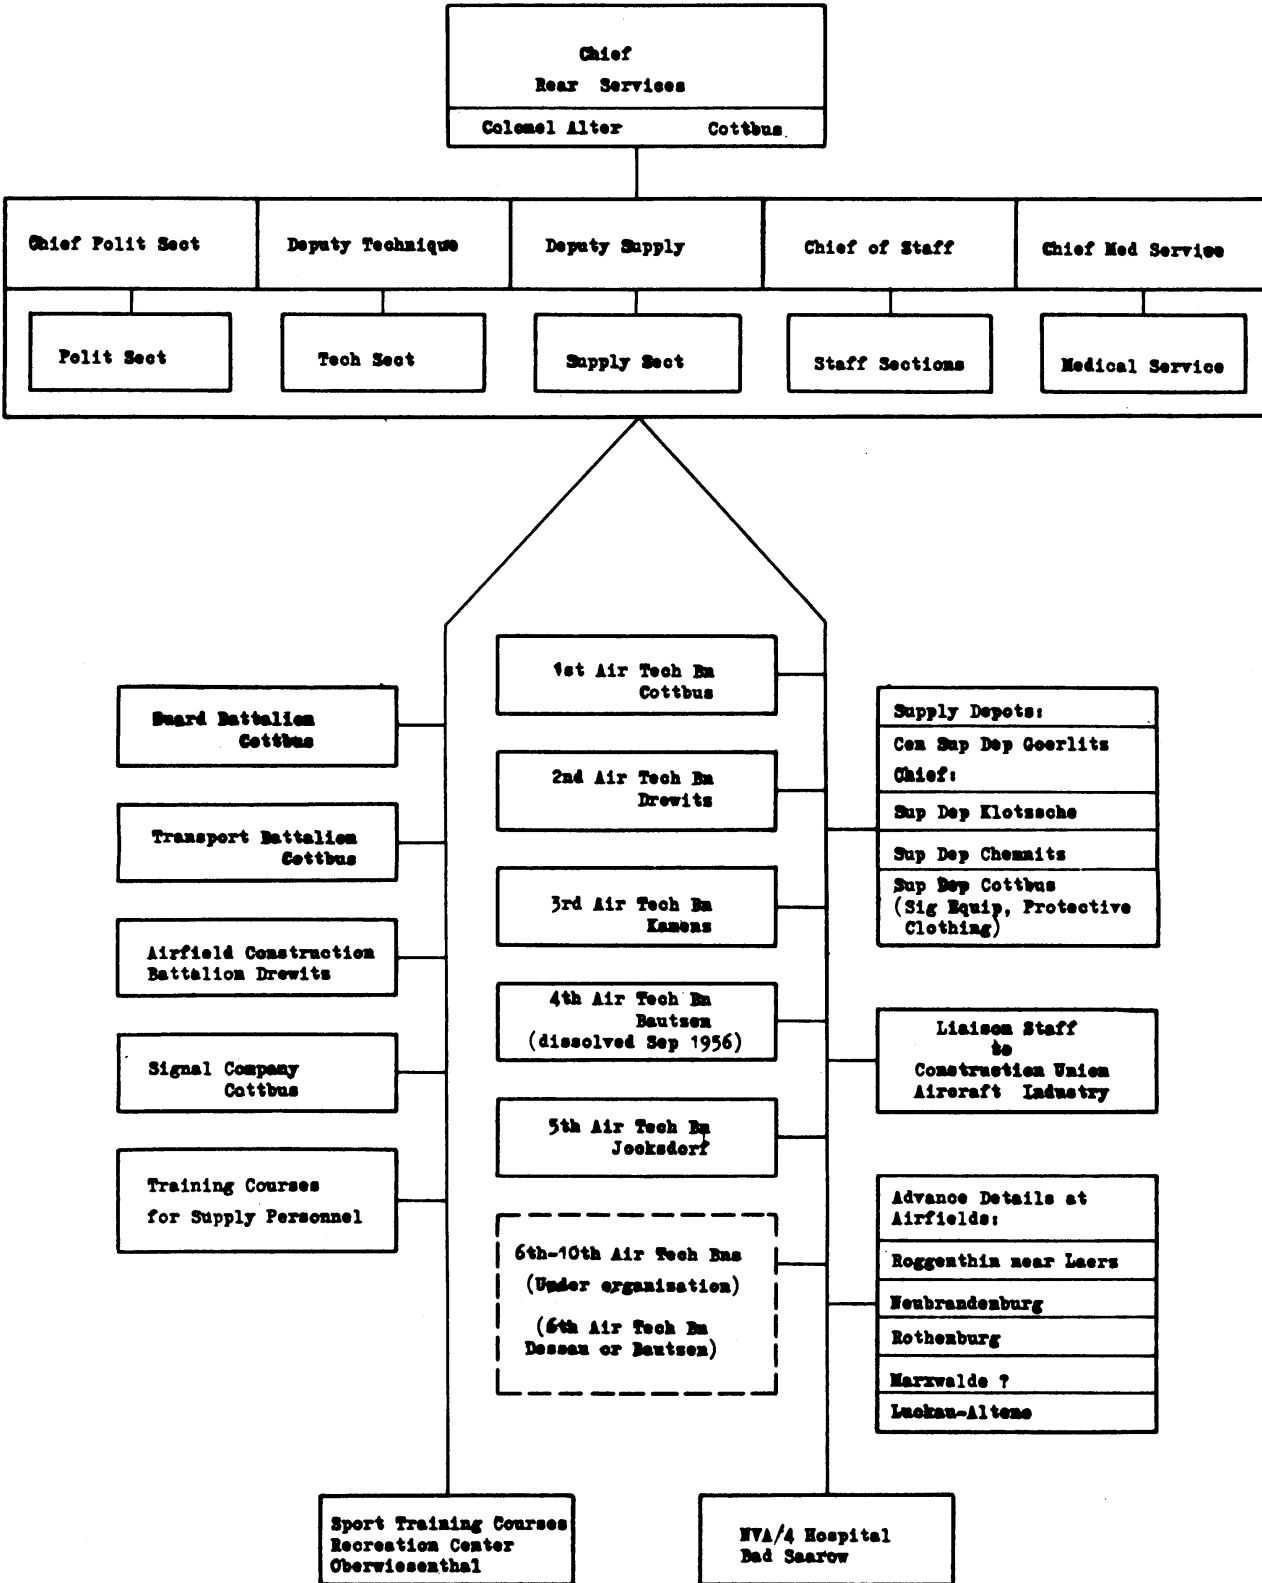 Chief
Rear Services
Colonel Alter Cottbus
Chief Polit Sect
Deputy Technique
Deputy Supply
Chief of Staff
Chief Med Service
Polit Sect
Tech Sect
Supply Sect
Staff Sections
Medical Service
Guard Battalion
Cottbus
Transport Battalion
Cottbus
Airfield Construction
Battalion Drewitz
Signal Company
Cottbus
Training Courses
for Supply Personnel
1st Air Tech Bn
Cottbus
2nd Air Tech Bn
Drewitz
3rd Air Tech Bn
Kamenz
4th Air Tech Bn
Bautzen
(dissolved Sep 1956)
5th Air Tech Bn
Jocksdorf
6th-10th Air Tech Bns
(Under organization)
(6th Air Tech Bn
Dessau or Bautzen)
Supply Depots:
Cen Sup Dep Goerlitz
Chief:
Sup Dep Klotzsche
Sup Dep Chemnitz
Sup Dep Cottbus
(Sig Equip, Protective
Clothing)
Liaison Staff
to
Construction Union
Aircraft Industry
Advance Details at
Airfields:
Roggenthin near Laerz
Neubrandenburg
Rothenburg
Marxwalde ?
Luckau-Alteno
Sport Training Courses
Recreation Center
Oberwiesenthal
NVA/4 Hospital
Bad Saarow